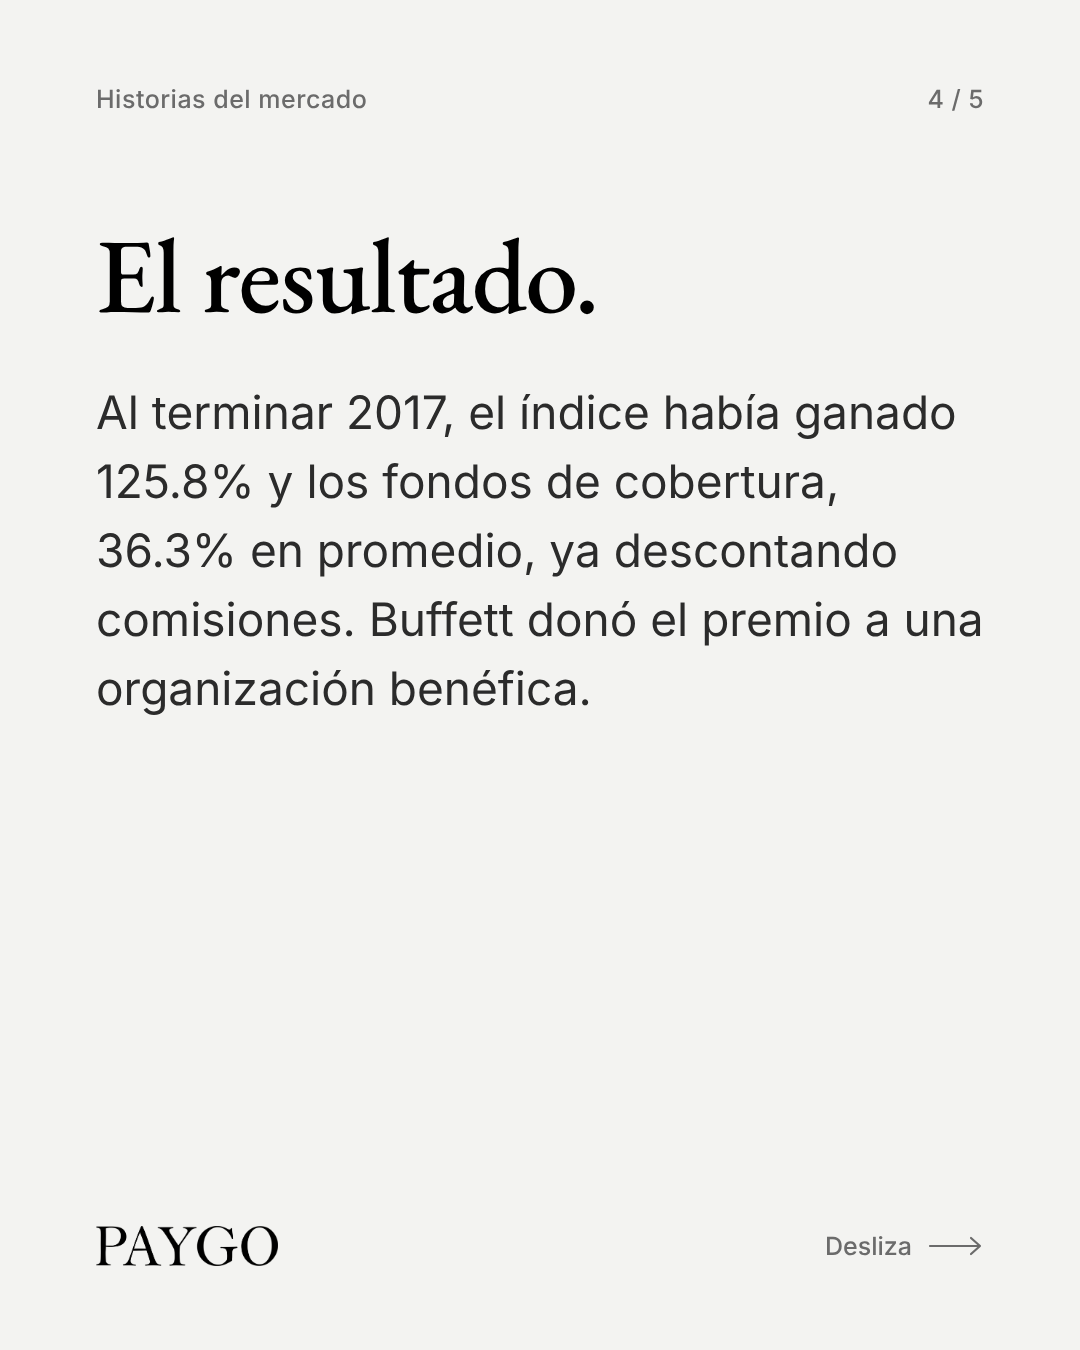 Historias del mercado
4 / 5
El resultado.
Al terminar 2017, el índice había ganado
125.8% y los fondos de cobertura,
36.3% en promedio, ya descontando
comisiones. Buffett donó el premio a una
organización benéfica.
PAYGO
Desliza